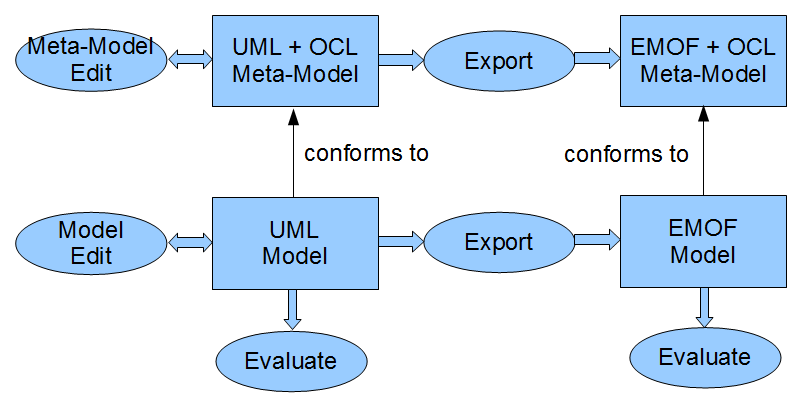 Meta-Model
Edit
UML + OCL
Meta-Model
Export
EMOF + OCL
Meta-Model
conforms to
conforms to
Model
Edit
UML
Model
Export
EMOF
Model
Evaluate
Evaluate